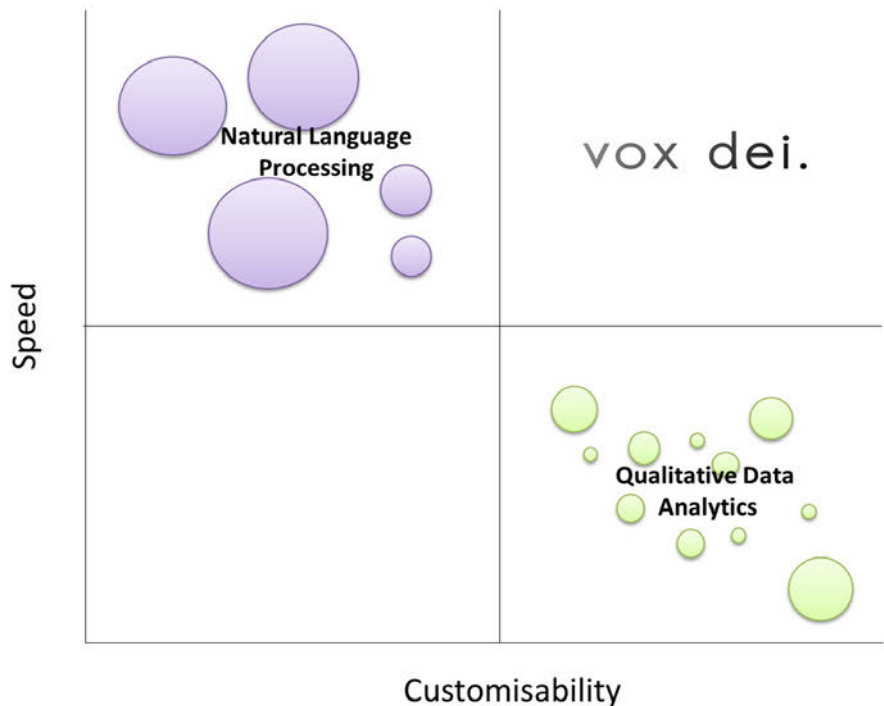 Natural Language
Processing
vox dei.
Speed
Qualitative Data
Analytics
Customisability